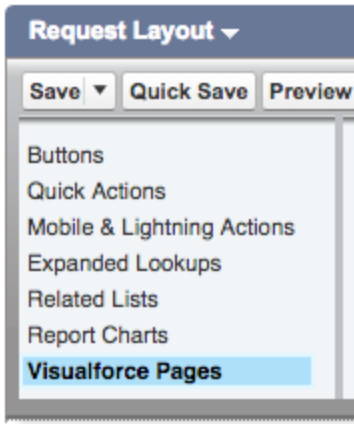 Request Layout
Save Quick Save Preview
Buttons
Quick Actions
Mobile & Lightning Actions
Expanded Lookups
Related Lists
Report Charts
Visualforce Pages